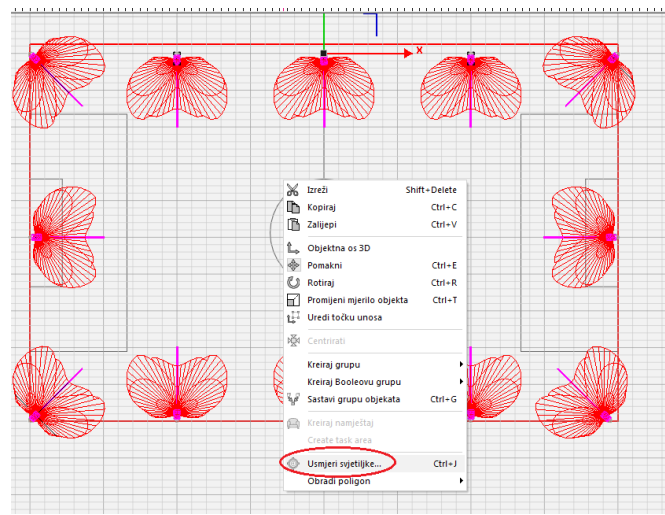 x
Izreži Shift+Delete
Kopiraj Ctrl+C
Zalijepi Ctrl+V
Objektna os 3D
Pomakni Ctrl+E
Rotiraj Ctrl+R
Promijeni mjerilo objekta Ctrl+T
Uredi točku unosa
Centrirati
Kreiraj grupu
Kreiraj Booleovu grupu
Sastavi grupu objekata Ctrl+G
Kreiraj namještaj
Create task area
Usmjeri svjetiljke... Ctrl+J
Obradi poligon